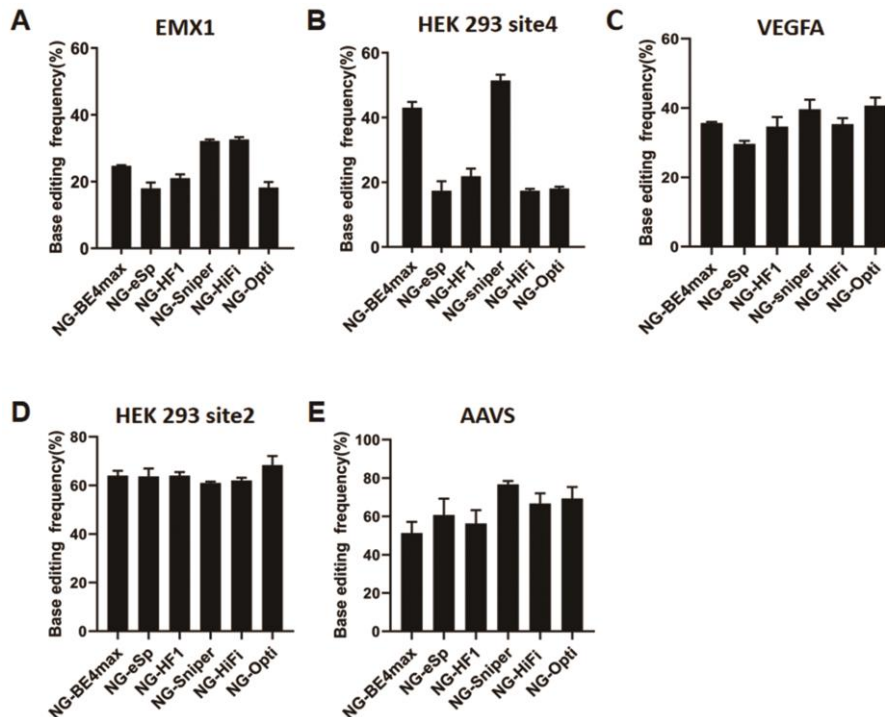 A
EMX1
Base editing frequency(%)
60
40
20
0
NG-BE4max
NG-eSp
NG-HF1
NG-Sniper
NG-HiFi
NG-Opti
B
HEK 293 site4
Base editing frequency(%)
60
40
20
0
NG-BE4max
NG-eSp
NG-HF1
NG-sniper
NG-HiFi
NG-Opti
C
VEGFA
Base editing frequency(%)
60
40
20
0
NG-BE4max
NG-eSp
NG-HF1
NG-sniper
NG-HiFi
NG-Opti
D
HEK 293 site2
Base editing frequency(%)
80
60
40
20
0
NG-BE4max
NG-eSp
NG-HF1
NG-Sniper
NG-HiFi
NG-Opti
E
AAVS
Base editing frequency(%)
100
80
60
40
20
0
NG-BE4max
NG-eSp
NG-HF1
NG-Sniper
NG-HiFi
NG-Opti